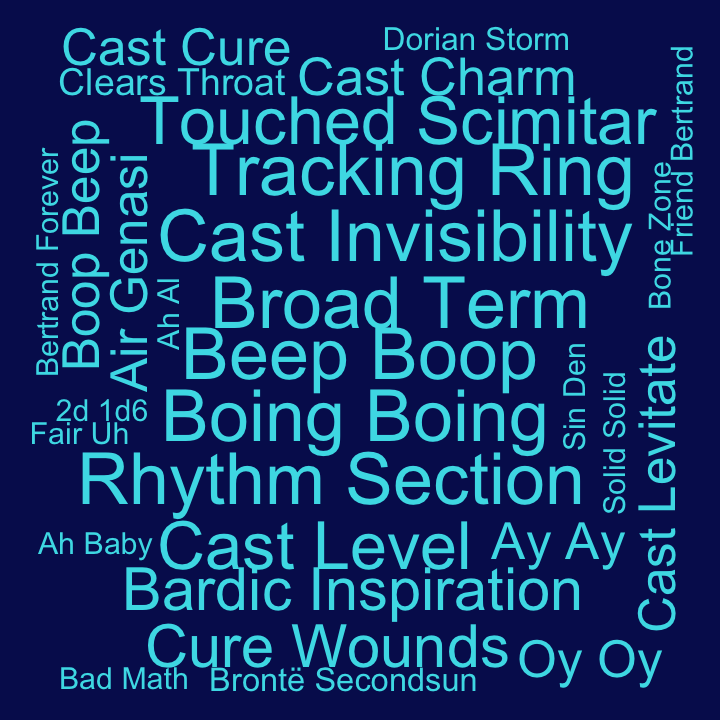 Dorian Storm
Cast Cure
Clears Throat
Cast Charm
Touched Scimitar
Tracking Ring
Friend Bertrand
Bone Zone
Bertrand Forever
Boop Beep
Air Genasi
Ah Al
Cast Invisibility
Broad Term
Beep Boop
Boing Boing
2d 1d6
Fair Uh
Sin Den
Solid Solid
Cast Levitate
Rhythm Section
Ah Baby
Cast Level
Ay Ay
Bardic Inspiration
Cure Wounds
Oy Oy
Bad Math
Brontë Secondsun